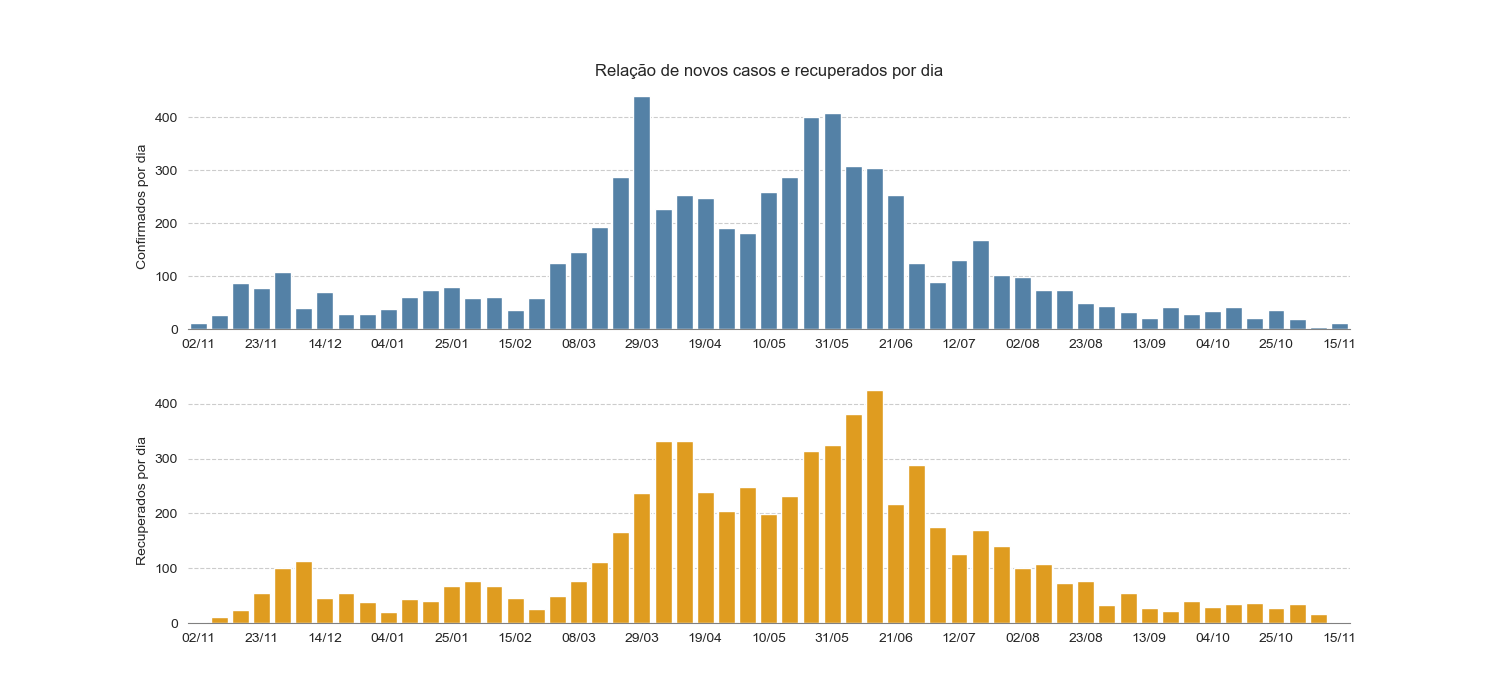 Relação de novos casos e recuperados por dia
Confirmados por dia
400
300
200
100
0
02/11 23/11 14/12 04/01 25/01 15/02 08/03 29/03 19/04 10/05 31/05 21/06 12/07 02/08 23/08 13/09 04/10 25/10 15/11
Recuperados por dia
400
300
200
100
0
02/11 23/11 14/12 04/01 25/01 15/02 08/03 29/03 19/04 10/05 31/05 21/06 12/07 02/08 23/08 13/09 04/10 25/10 15/11